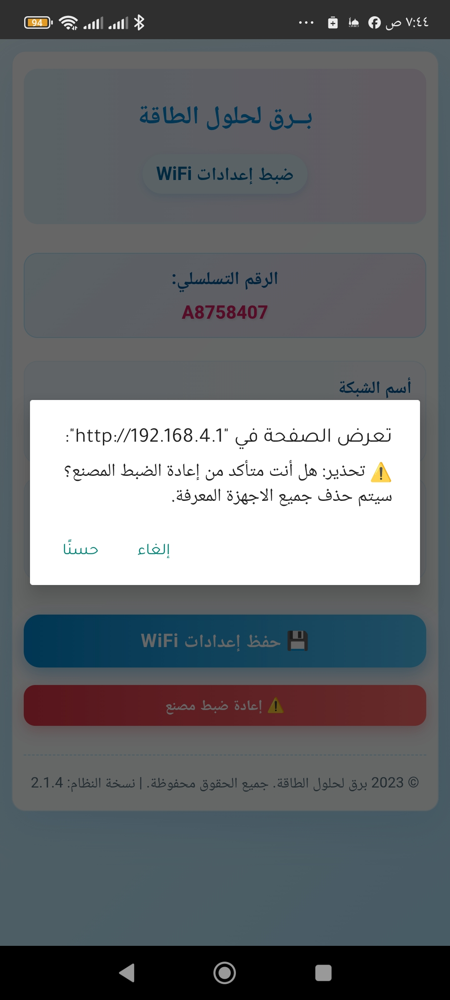 94
٧:٤٤ ص
بــرق لحلول الطاقة
ضبط إعدادات WiFi
الرقم التسلسلي:
A8758407
أسم الشبكة
تعرض الصفحة في "http://192.168.4.1":
⚠️ تحذير: هل أنت متأكد من إعادة الضبط المصنع؟
سيتم حذف جميع الاجهزة المعرفة.
إلغاء
حسنًا
💾 حفظ إعدادات WiFi
⚠️ إعادة ضبط مصنع
© 2023 برق لحلول الطاقة. جميع الحقوق محفوظة. | نسخة النظام: 2.1.4